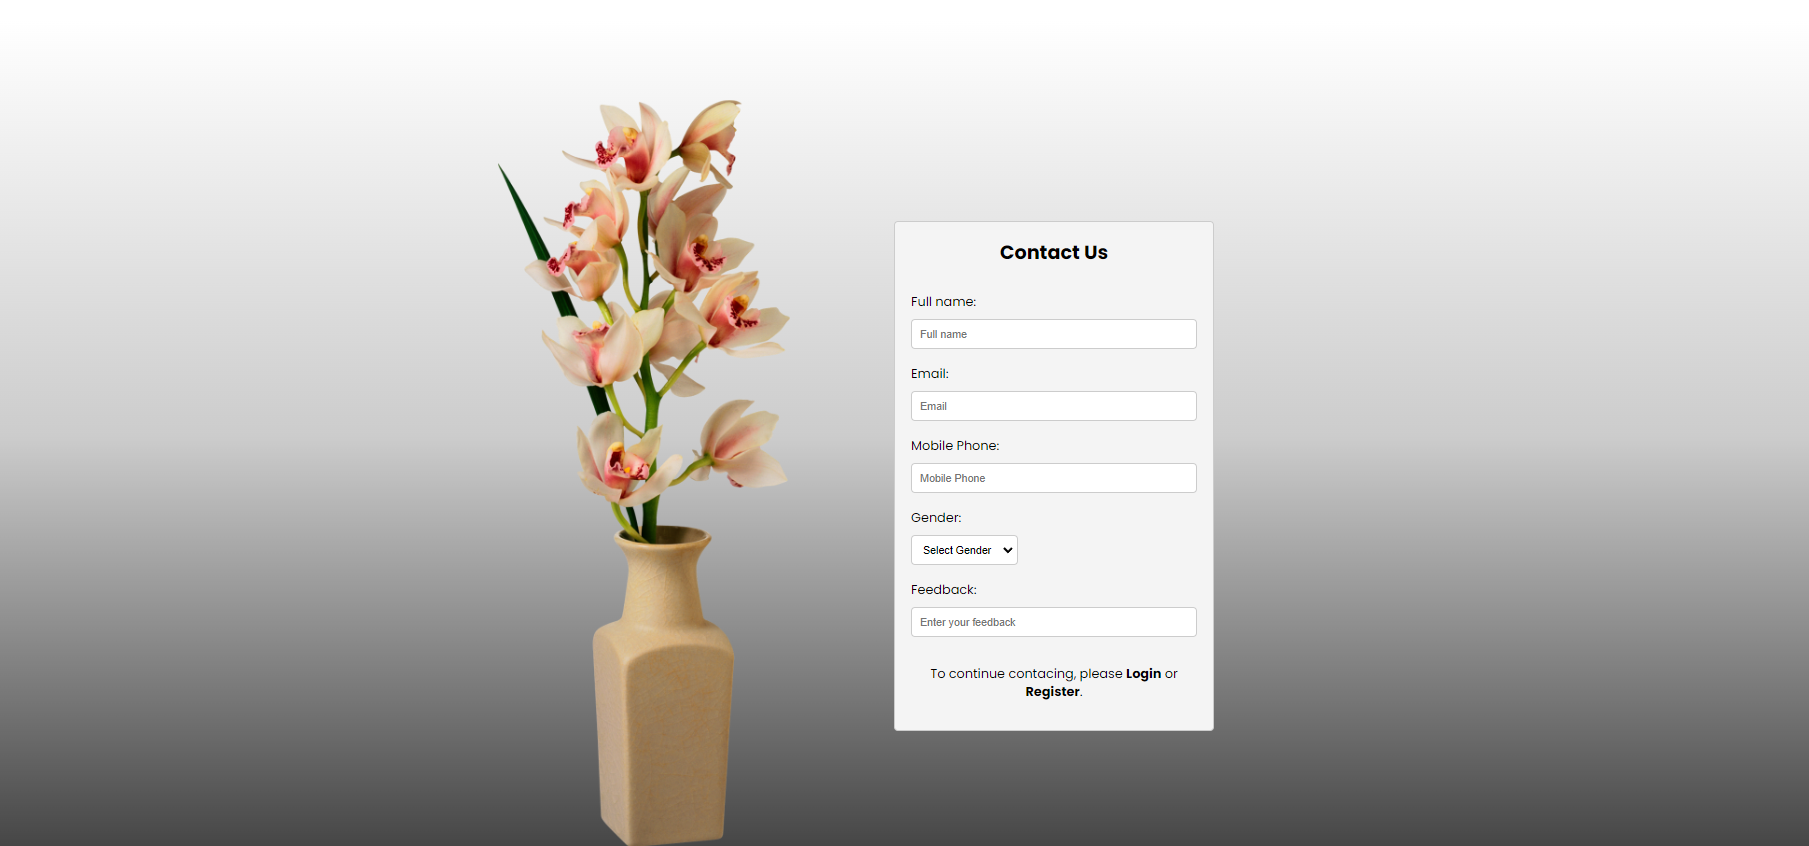 Contact Us
Full name:
Full name
Email:
Email
Mobile Phone:
Mobile Phone
Gender:
Select Gender
Feedback:
Enter your feedback
To continue contacing, please Login or
Register.